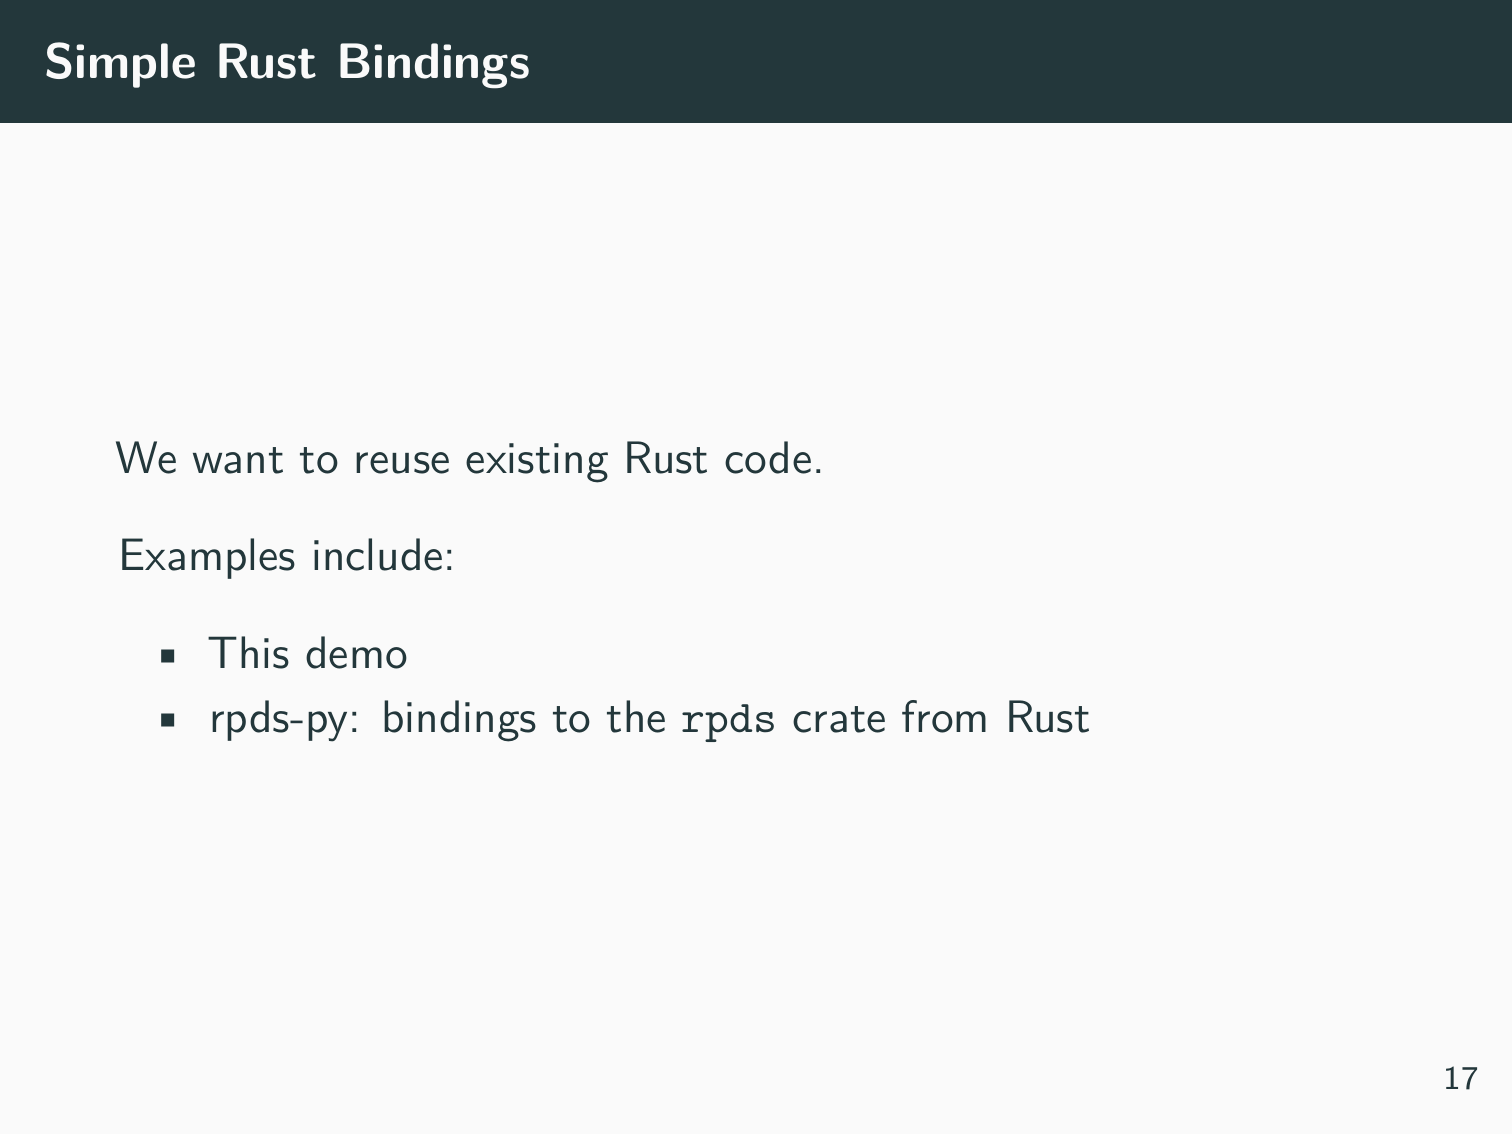 Simple Rust Bindings
We want to reuse existing Rust code.
Examples include:
▪ This demo
▪ rpds-py: bindings to the rpds crate from Rust
17